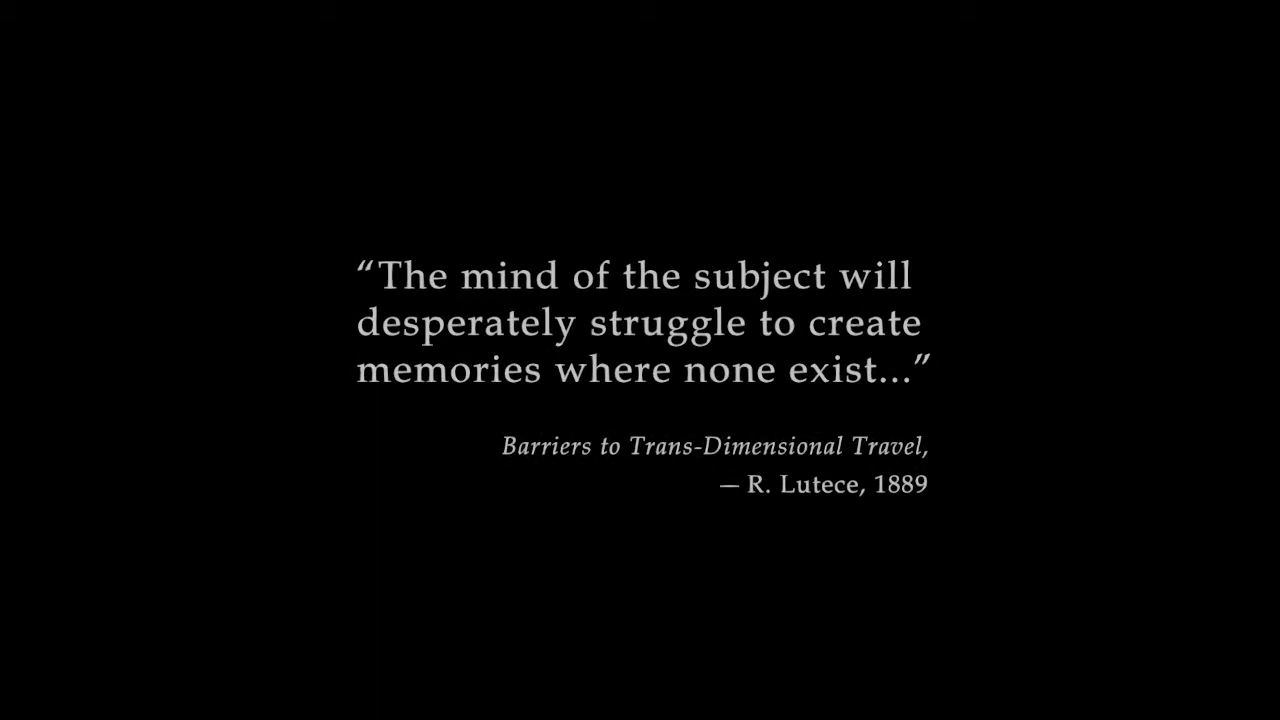 “The mind of the subject will
desperately struggle to create
memories where none exist...”
Barriers to Trans-Dimensional Travel,
— R. Lutece, 1889